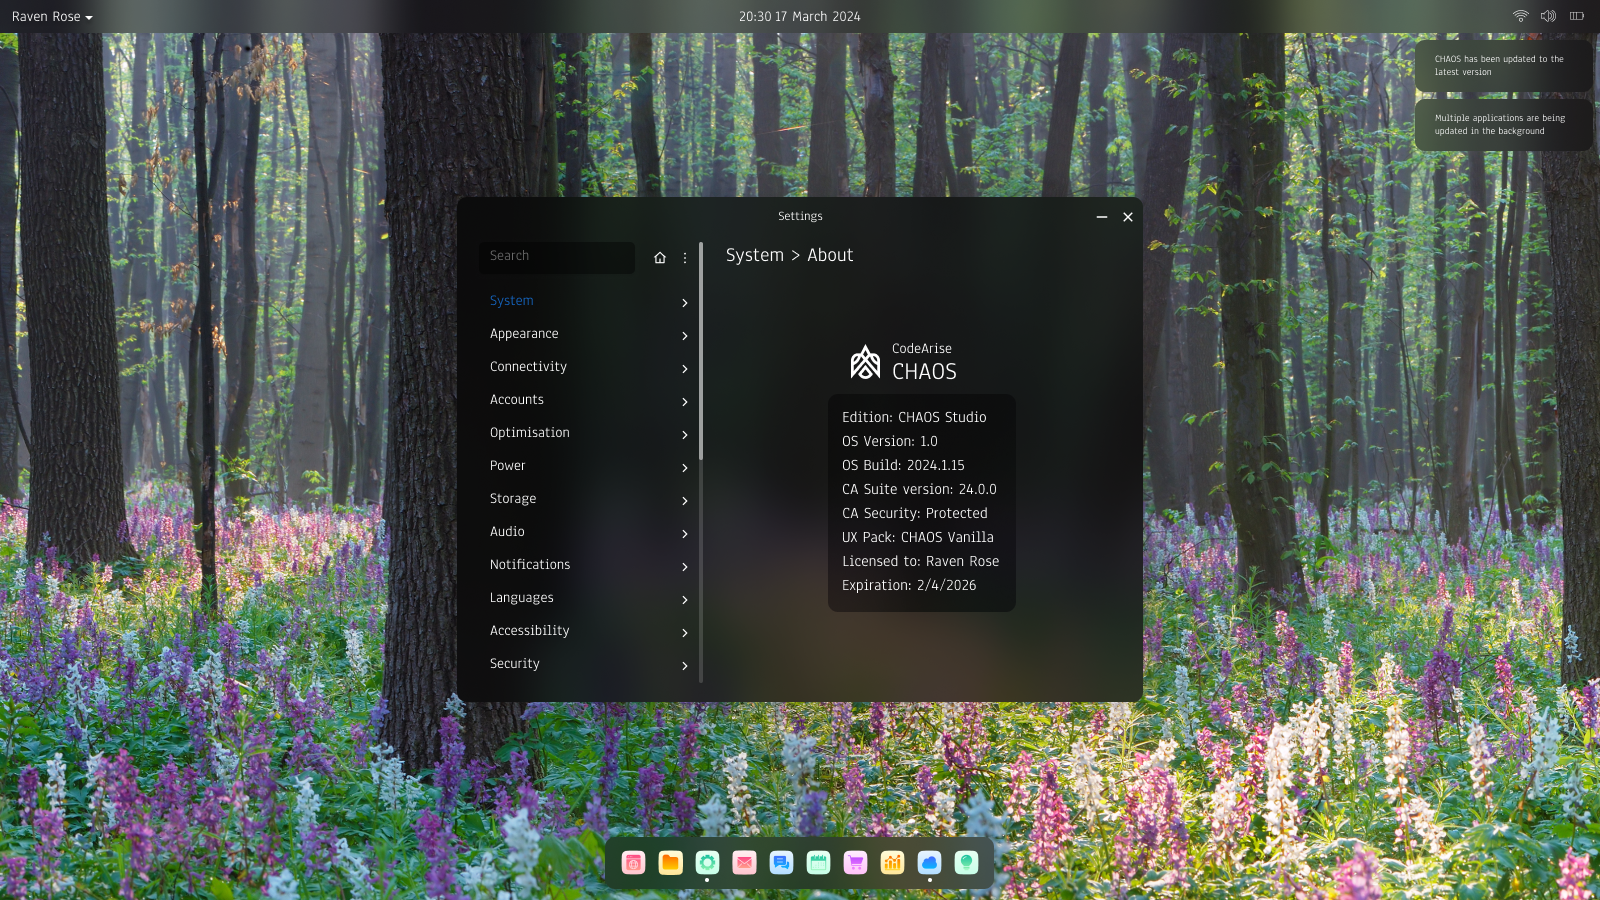 Raven Rose
20:30 17 March 2024
CHAOS has been updated to the
latest version
Multiple applications are being
updated in the background
Settings
Search
System
Appearance
Connectivity
Accounts
Optimisation
Power
Storage
Audio
Notifications
Languages
Accessibility
Security
System > About
CodeArise
CHAOS
Edition: CHAOS Studio
OS Version: 1.0
OS Build: 2024.1.15
CA Suite version: 24.0.0
CA Security: Protected
UX Pack: CHAOS Vanilla
Licensed to: Raven Rose
Expiration: 2/4/2026